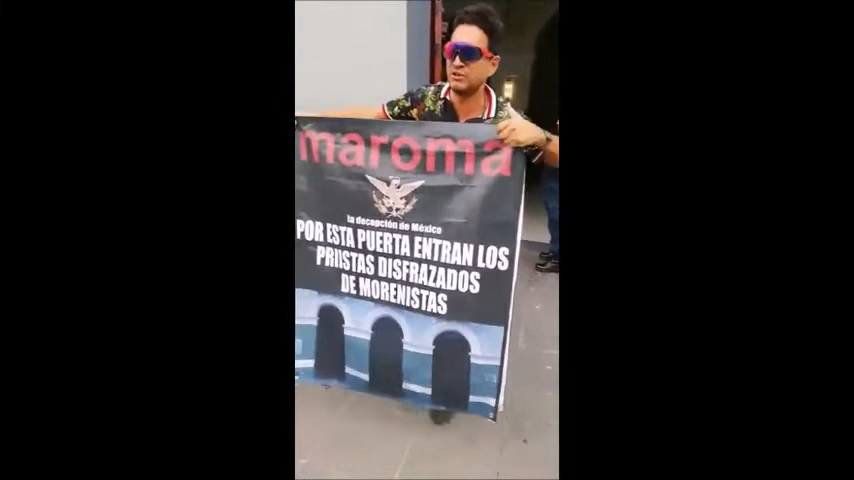 maroma
la decepción de México
POR ESTA PUERTA ENTRAN LOS
PRIISTAS DISFRAZADOS
DE MORENISTAS